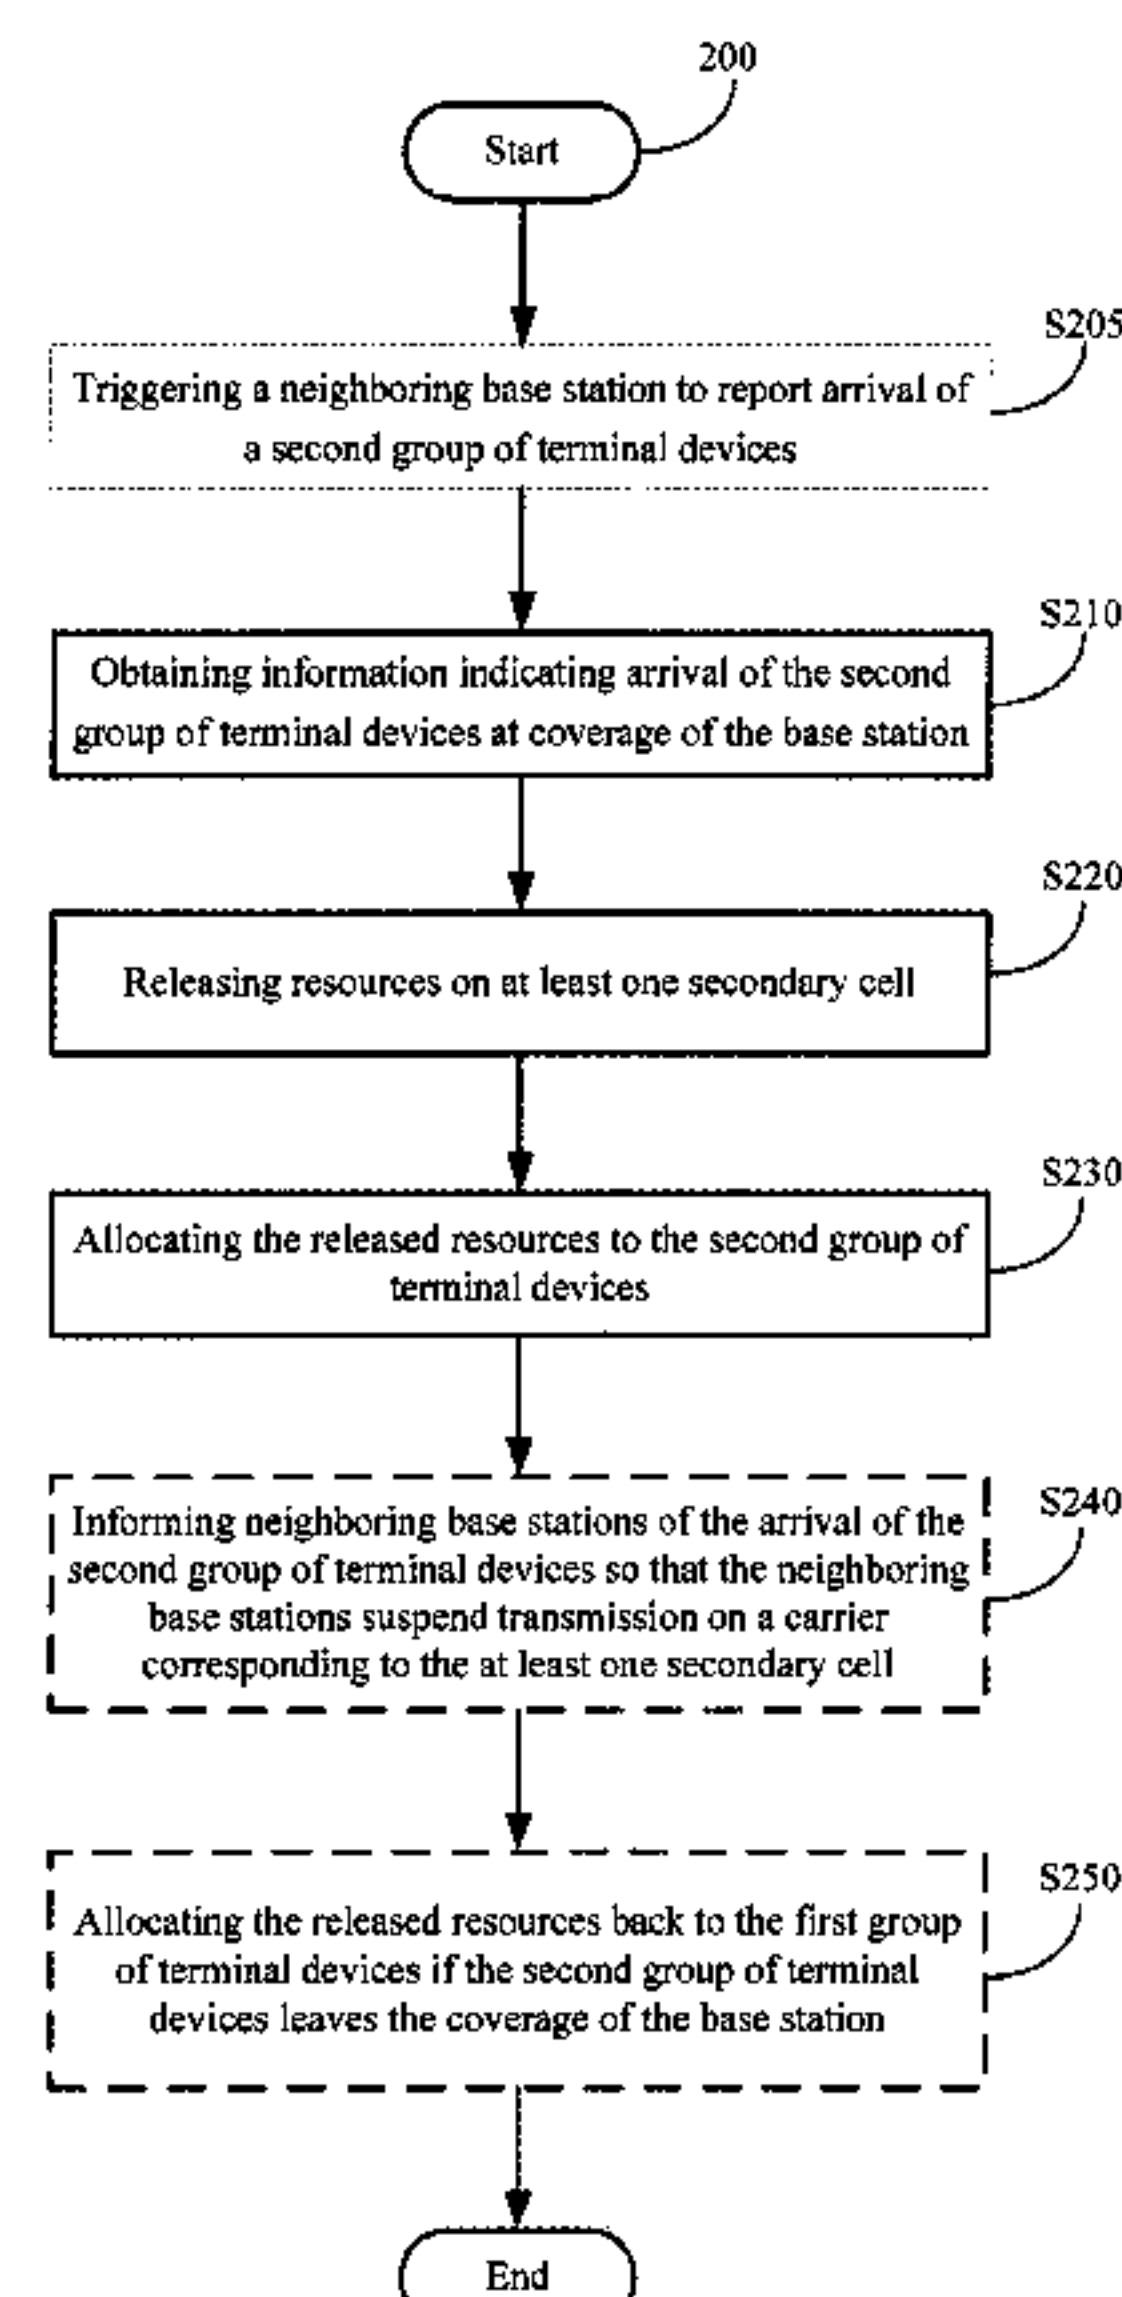 200
Start
S205
Triggering a neighboring base station to report arrival of
a second group of terminal devices
S210
Obtaining information indicating arrival of the second
group of terminal devices at coverage of the base station
S220
Releasing resources on at least one secondary cell
S230
Allocating the released resources to the second group of
terminal devices
S240
Informing neighboring base stations of the arrival of the
second group of terminal devices so that the neighboring
base stations suspend transmission on a carrier
corresponding to the at least one secondary cell
S250
Allocating the released resources back to the first group
of terminal devices if the second group of terminal
devices leaves the coverage of the base station
End